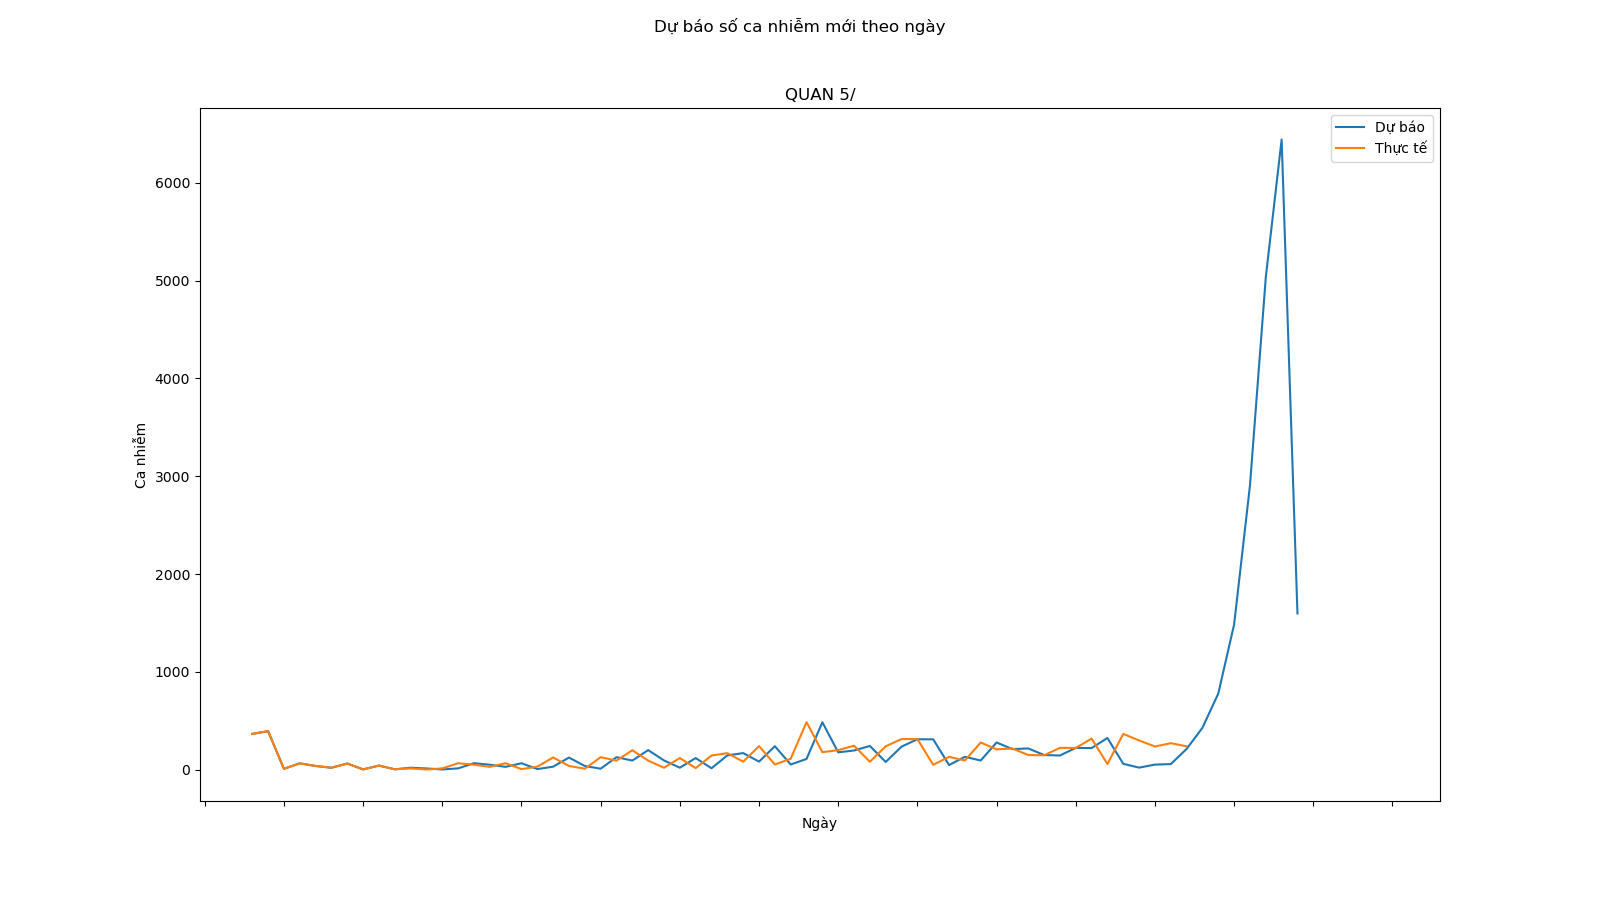 Dự báo số ca nhiễm mới theo ngày
QUAN 5/
Dự báo
Thực tế
6000
5000
4000
3000
2000
1000
0
Ca nhiễm
Ngày